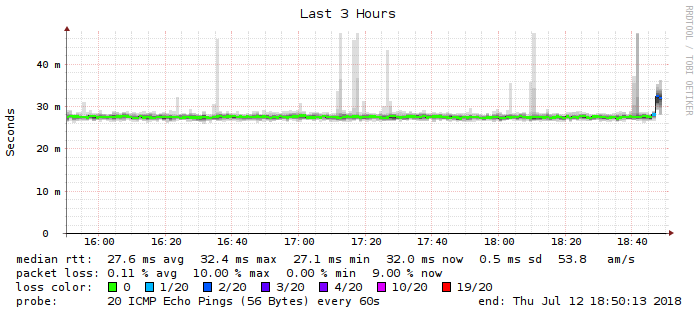 Last 3 Hours
RRDTOOL / TOBI OETIKER
Seconds
40 m
30 m
20 m
10 m
0
16:00 16:20 16:40 17:00 17:20 17:40 18:00 18:20 18:40
median rtt: 27.6 ms avg 32.4 ms max 27.1 ms min 32.0 ms now 0.5 ms sd 53.8 am/s
packet loss: 0.11 % avg 10.00 % max 0.00 % min 9.00 % now
loss color: 0 1/20 2/20 3/20 4/20 10/20 19/20
probe: 20 ICMP Echo Pings (56 Bytes) every 60s end: Thu Jul 12 18:50:13 2018